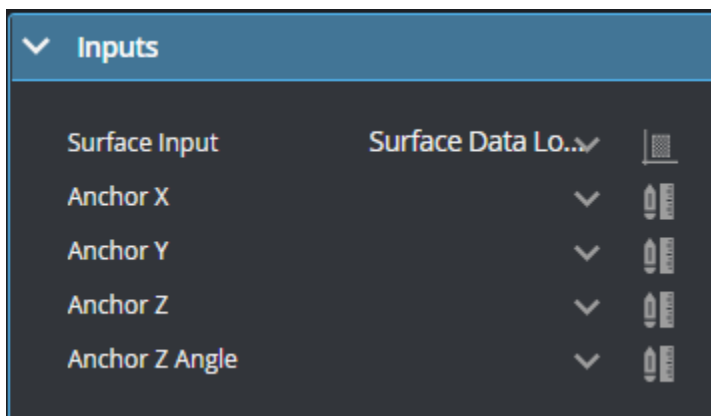 Inputs
Surface Input Surface Data Lo...
Anchor X
Anchor Y
Anchor Z
Anchor Z Angle